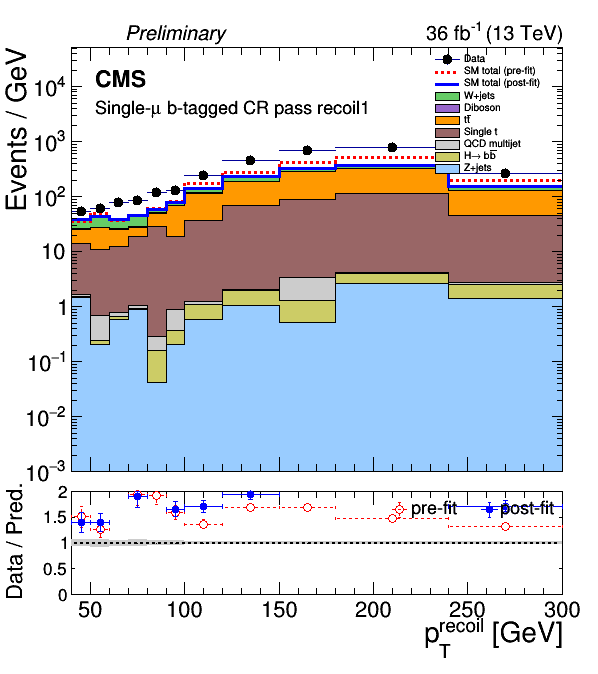 Preliminary
36 fb⁻¹ (13 TeV)
CMS
Single-μ b-tagged CR pass recoil1
Data
SM total (pre-fit)
SM total (post-fit)
W+jets
Diboson
tt̅
Single t
QCD multijet
H→ bb̅
Z+jets
Events / GeV
10⁴
10³
10²
10
1
10⁻¹
10⁻²
10⁻³
Data / Pred.
2
1.5
1
0.5
0
pre-fit
post-fit
50 100 150 200 250 300
p_T^recoil [GeV]